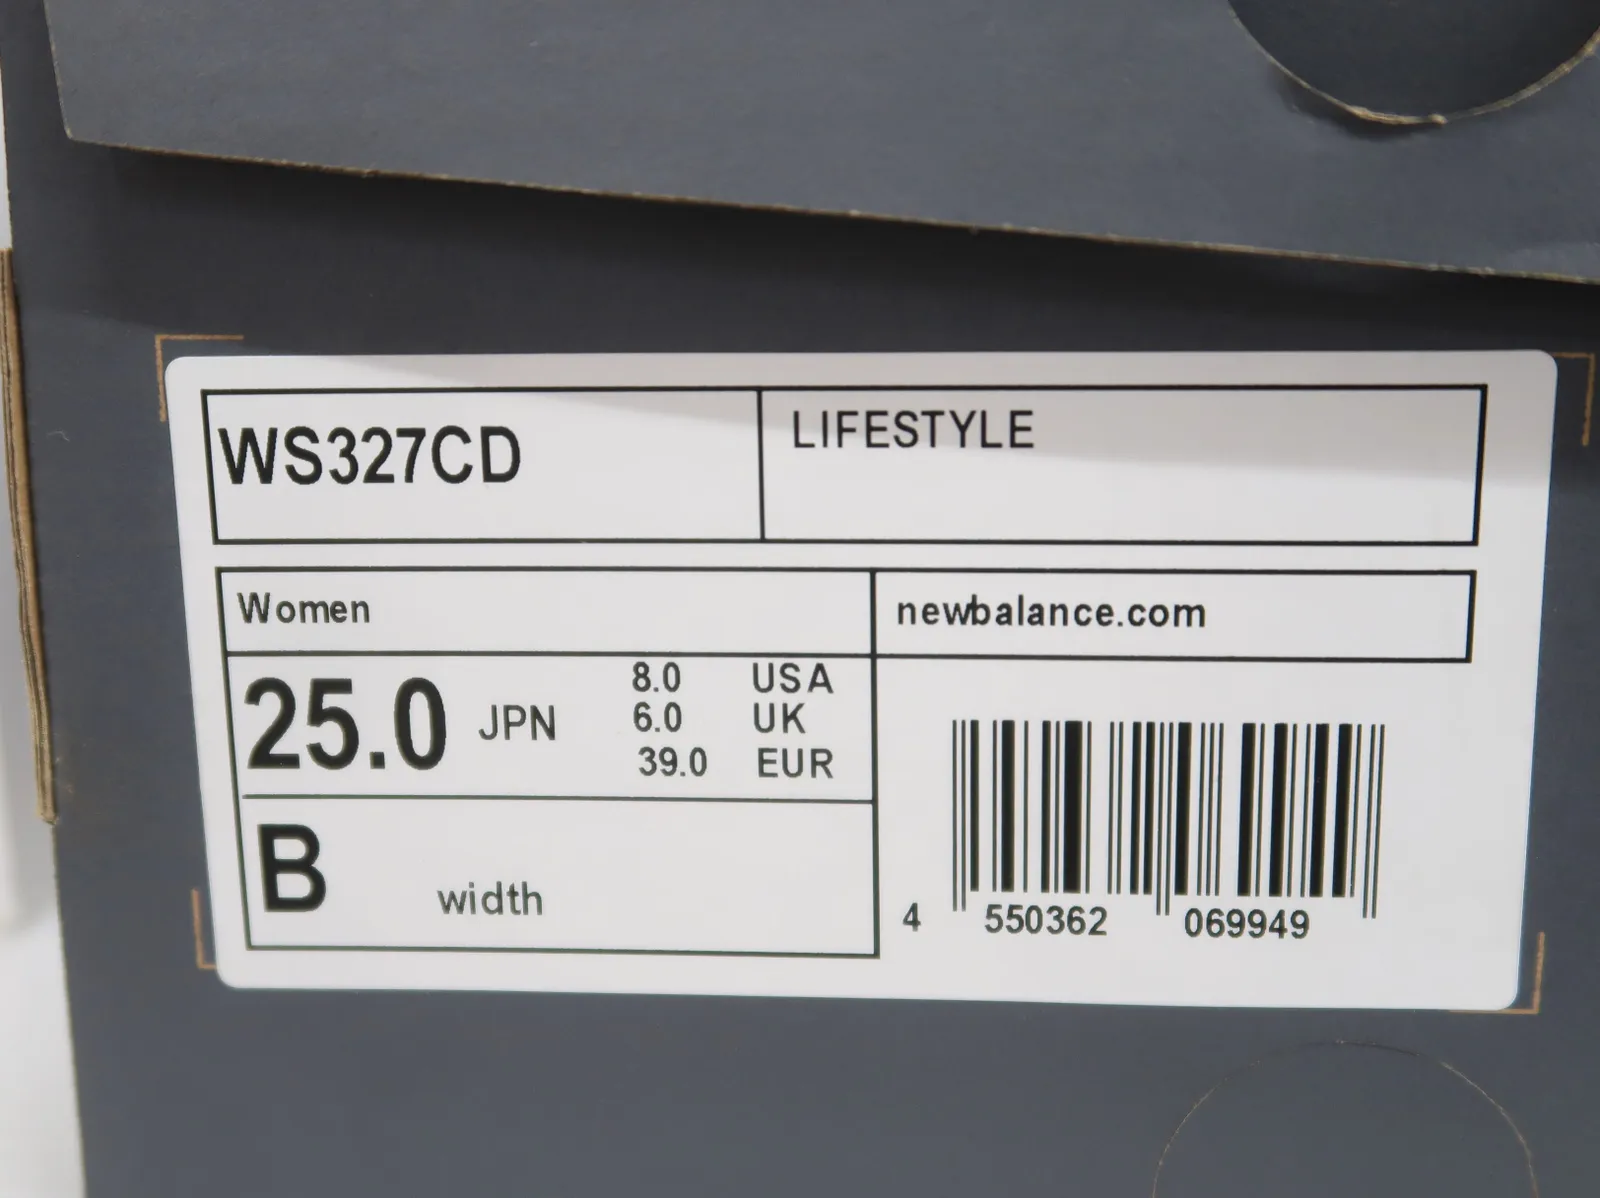 WS327CD
LIFESTYLE
Women
newbalance.com
25.0 JPN
8.0 USA
6.0 UK
39.0 EUR
B width
4 550362 069949